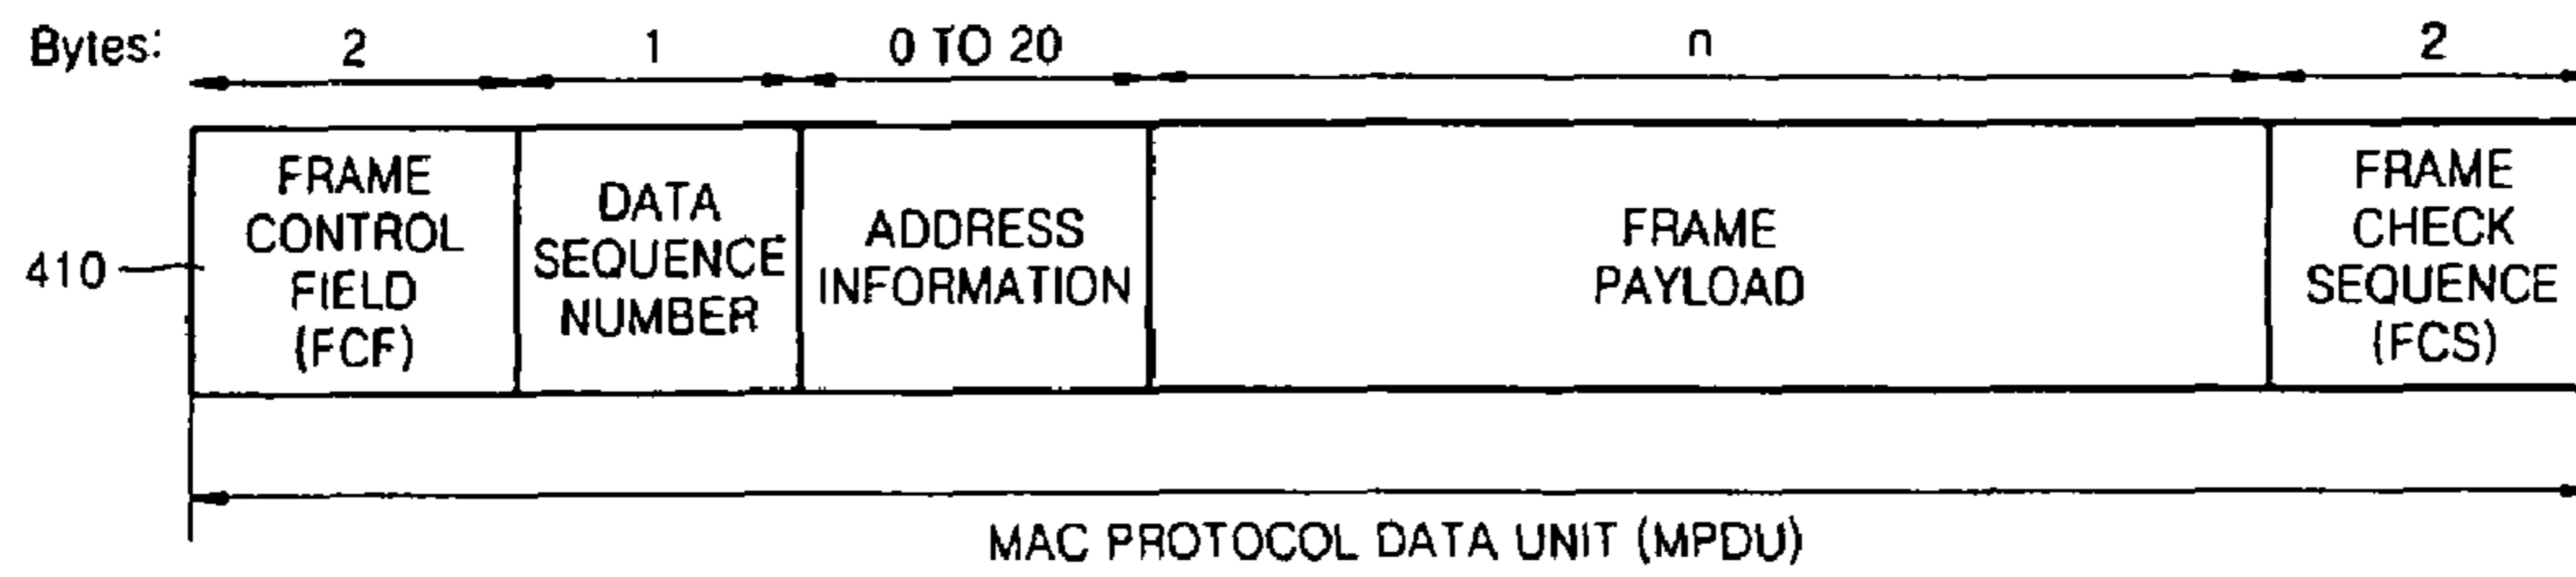 Bytes: 2 1 0 TO 20 n 2
FRAME
CONTROL
FIELD
(FCF)
DATA
SEQUENCE
NUMBER
ADDRESS
INFORMATION
FRAME
PAYLOAD
FRAME
CHECK
SEQUENCE
(FCS)
410
MAC PROTOCOL DATA UNIT (MPDU)